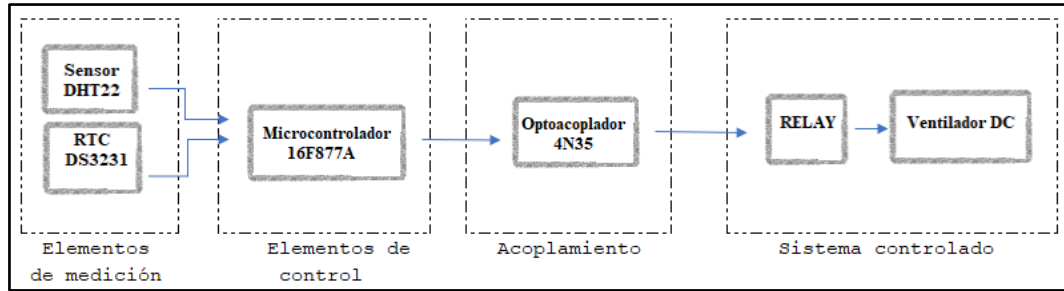 Sensor
DHT22
RTC
DS3231
Elementos
de medición
Microcontrolador
16F877A
Elementos de
control
Optoacoplador
4N35
Acoplamiento
RELAY
Ventilador DC
Sistema controlado